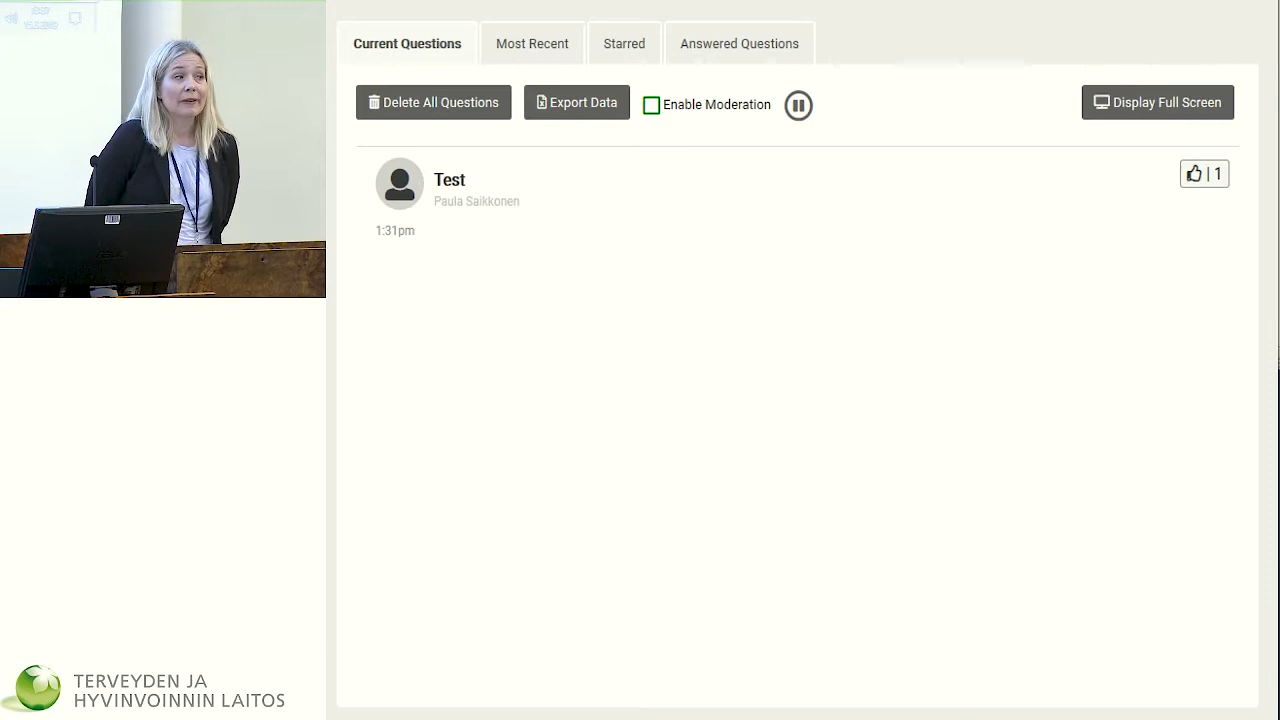 Current Questions
Most Recent
Starred
Answered Questions
Delete All Questions
Export Data
Enable Moderation
Display Full Screen
Test
Paula Saikkonen
1:31pm
| 1
TERVEYDEN JA
HYVINVOINNIN LAITOS